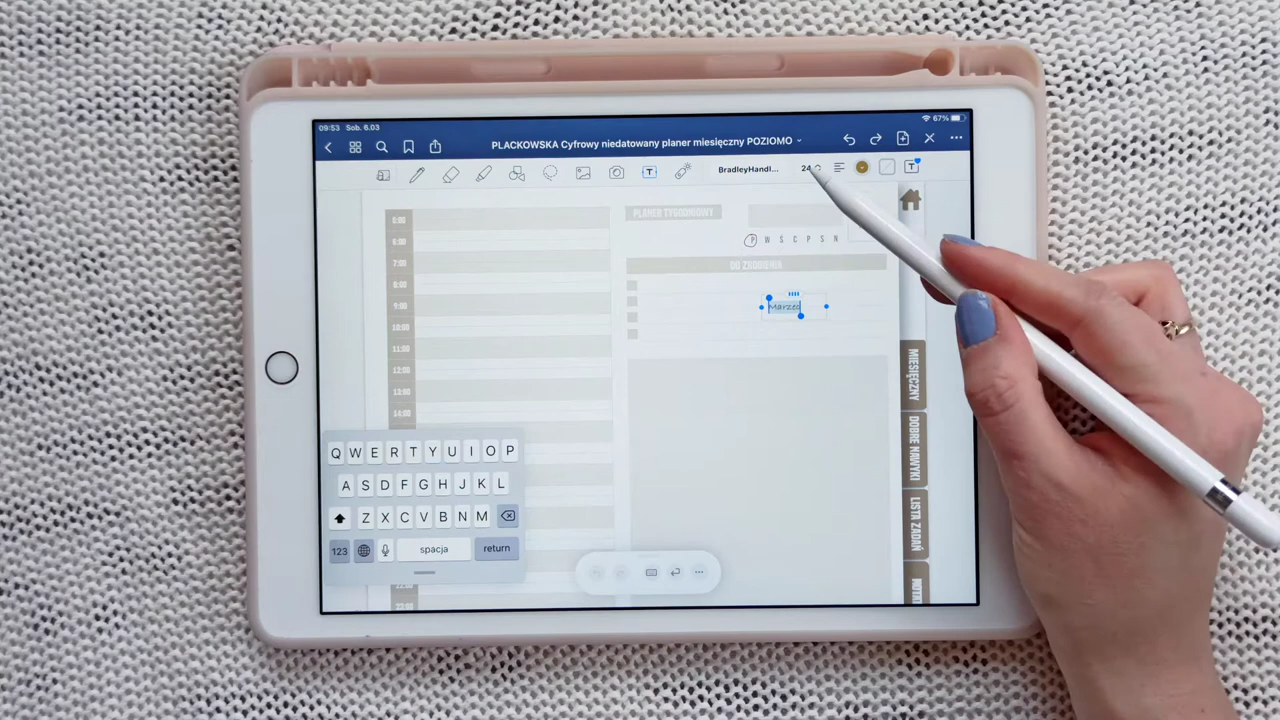 09:53 Sob. 6.03
67%
PLACKOWSKA Cyfrowy niedatowany planer miesięczny POZIOMO
BradleyHandl...
24
5:00
6:00
7:00
8:00
9:00
10:00
11:00
12:00
13:00
14:00
PLANER TYGODNIOWY
P W Ś C P S N
DO ZROBIENIA
Marzec
MIESIĘCZNY
DOBRE NAWYKI
LISTA ZADAŃ
Q W E R T Y U I O P
A S D F G H J K L
Z X C V B N M
123 spacja return